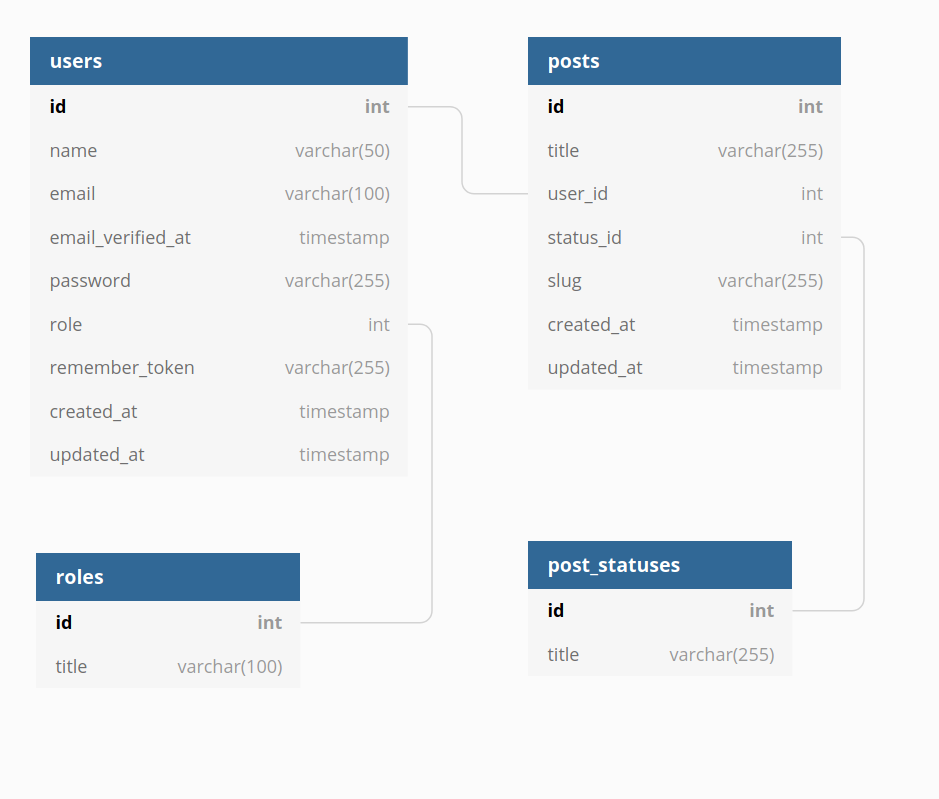 users
id int
name varchar(50)
email varchar(100)
email_verified_at timestamp
password varchar(255)
role int
remember_token varchar(255)
created_at timestamp
updated_at timestamp
posts
id int
title varchar(255)
user_id int
status_id int
slug varchar(255)
created_at timestamp
updated_at timestamp
roles
id int
title varchar(100)
post_statuses
id int
title varchar(255)